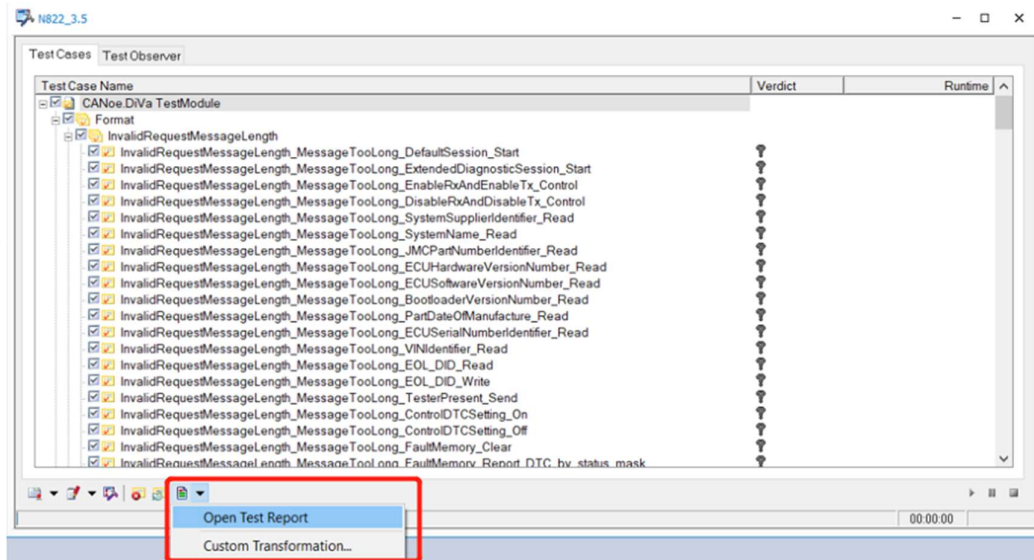 N822_3.5
Test Cases Test Observer
Test Case Name Verdict Runtime
CANoe.DiVa TestModule
Format
InvalidRequestMessageLength
InvalidRequestMessageLength_MessageTooLong_DefaultSession_Start
InvalidRequestMessageLength_MessageTooLong_ExtendedDiagnosticSession_Start
InvalidRequestMessageLength_MessageTooLong_EnableRxAndEnableTx_Control
InvalidRequestMessageLength_MessageTooLong_DisableRxAndDisableTx_Control
InvalidRequestMessageLength_MessageTooLong_SystemSupplierIdentifier_Read
InvalidRequestMessageLength_MessageTooLong_SystemName_Read
InvalidRequestMessageLength_MessageTooLong_JMCPartNumberIdentifier_Read
InvalidRequestMessageLength_MessageTooLong_ECUHardwareVersionNumber_Read
InvalidRequestMessageLength_MessageTooLong_ECUSoftwareVersionNumber_Read
InvalidRequestMessageLength_MessageTooLong_BootloaderVersionNumber_Read
InvalidRequestMessageLength_MessageTooLong_PartDateOfManufacture_Read
InvalidRequestMessageLength_MessageTooLong_ECUSerialNumberIdentifier_Read
InvalidRequestMessageLength_MessageTooLong_VINIdentifier_Read
InvalidRequestMessageLength_MessageTooLong_EOL_DID_Read
InvalidRequestMessageLength_MessageTooLong_EOL_DID_Write
InvalidRequestMessageLength_MessageTooLong_TesterPresent_Send
InvalidRequestMessageLength_MessageTooLong_ControlDTCSetting_On
InvalidRequestMessageLength_MessageTooLong_ControlDTCSetting_Off
InvalidRequestMessageLength_MessageTooLong_FaultMemory_Clear
InvalidRequestMessageLength_MessageTooLong_FaultMemory_Report_DTC_by_status_mask
Open Test Report
00:00:00
Custom Transformation...